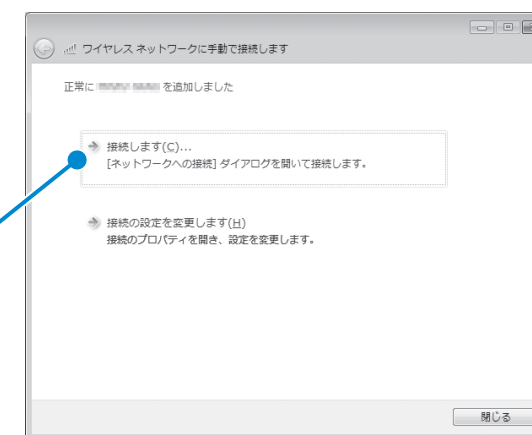 ワイヤレス ネットワークに手動で接続します
正常に を追加しました
接続します(C)...
[ネットワークへの接続] ダイアログを開いて接続します。
接続の設定を変更します(H)
接続のプロパティを開き、設定を変更します。
閉じる